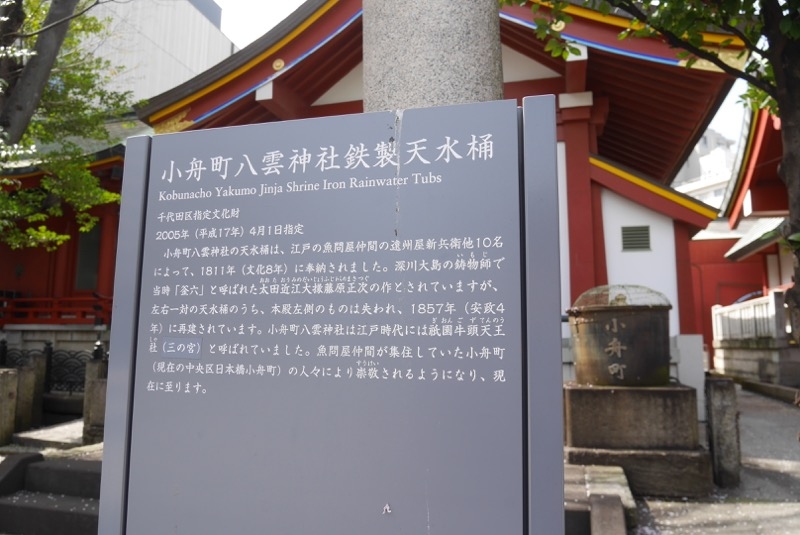 小舟町八雲神社鉄製天水桶
Kobunacho Yakumo Jinja Shrine Iron Rainwater Tubs
千代田区指定文化財
2005年（平成17年）4月1日指定
小舟町八雲神社の天水桶は、江戸の魚問屋仲間の遠州屋新兵衛他10名
によって、1811年（文化8年）に奉納されました。深川大島の鋳物師で
当時「釜六」と呼ばれた太田近江大掾藤原正次の作とされていますが、
左右一対の天水桶のうち、本殿左側のものは失われ、1857年（安政4
年）に再建されています。小舟町八雲神社は江戸時代には祇園牛頭天王
社（三の宮）と呼ばれていました。魚問屋仲間が集住していた小舟町
（現在の中央区日本橋小舟町）の人々により崇敬されるようになり、現
在に至ります。
小舟町